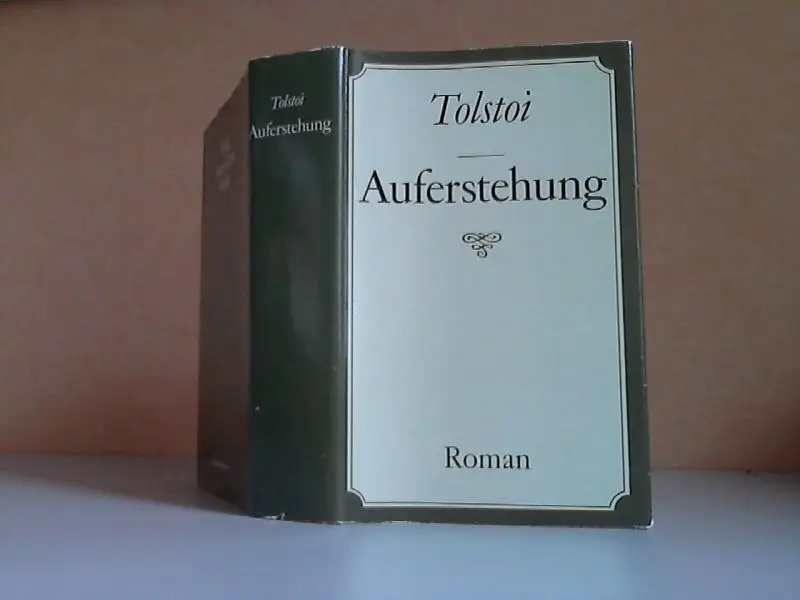 Tolstoi
Auferstehung
Tolstoi
Auferstehung
Roman